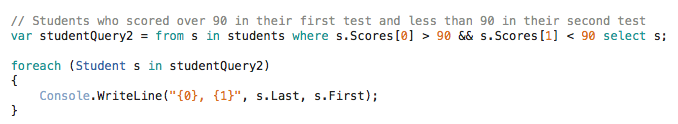 // Students who scored over 90 in their first test and less than 90 in their second test
var studentQuery2 = from s in students where s.Scores[0] > 90 && s.Scores[1] < 90 select s;
foreach (Student s in studentQuery2)
{
    Console.WriteLine("{0}, {1}", s.Last, s.First);
}